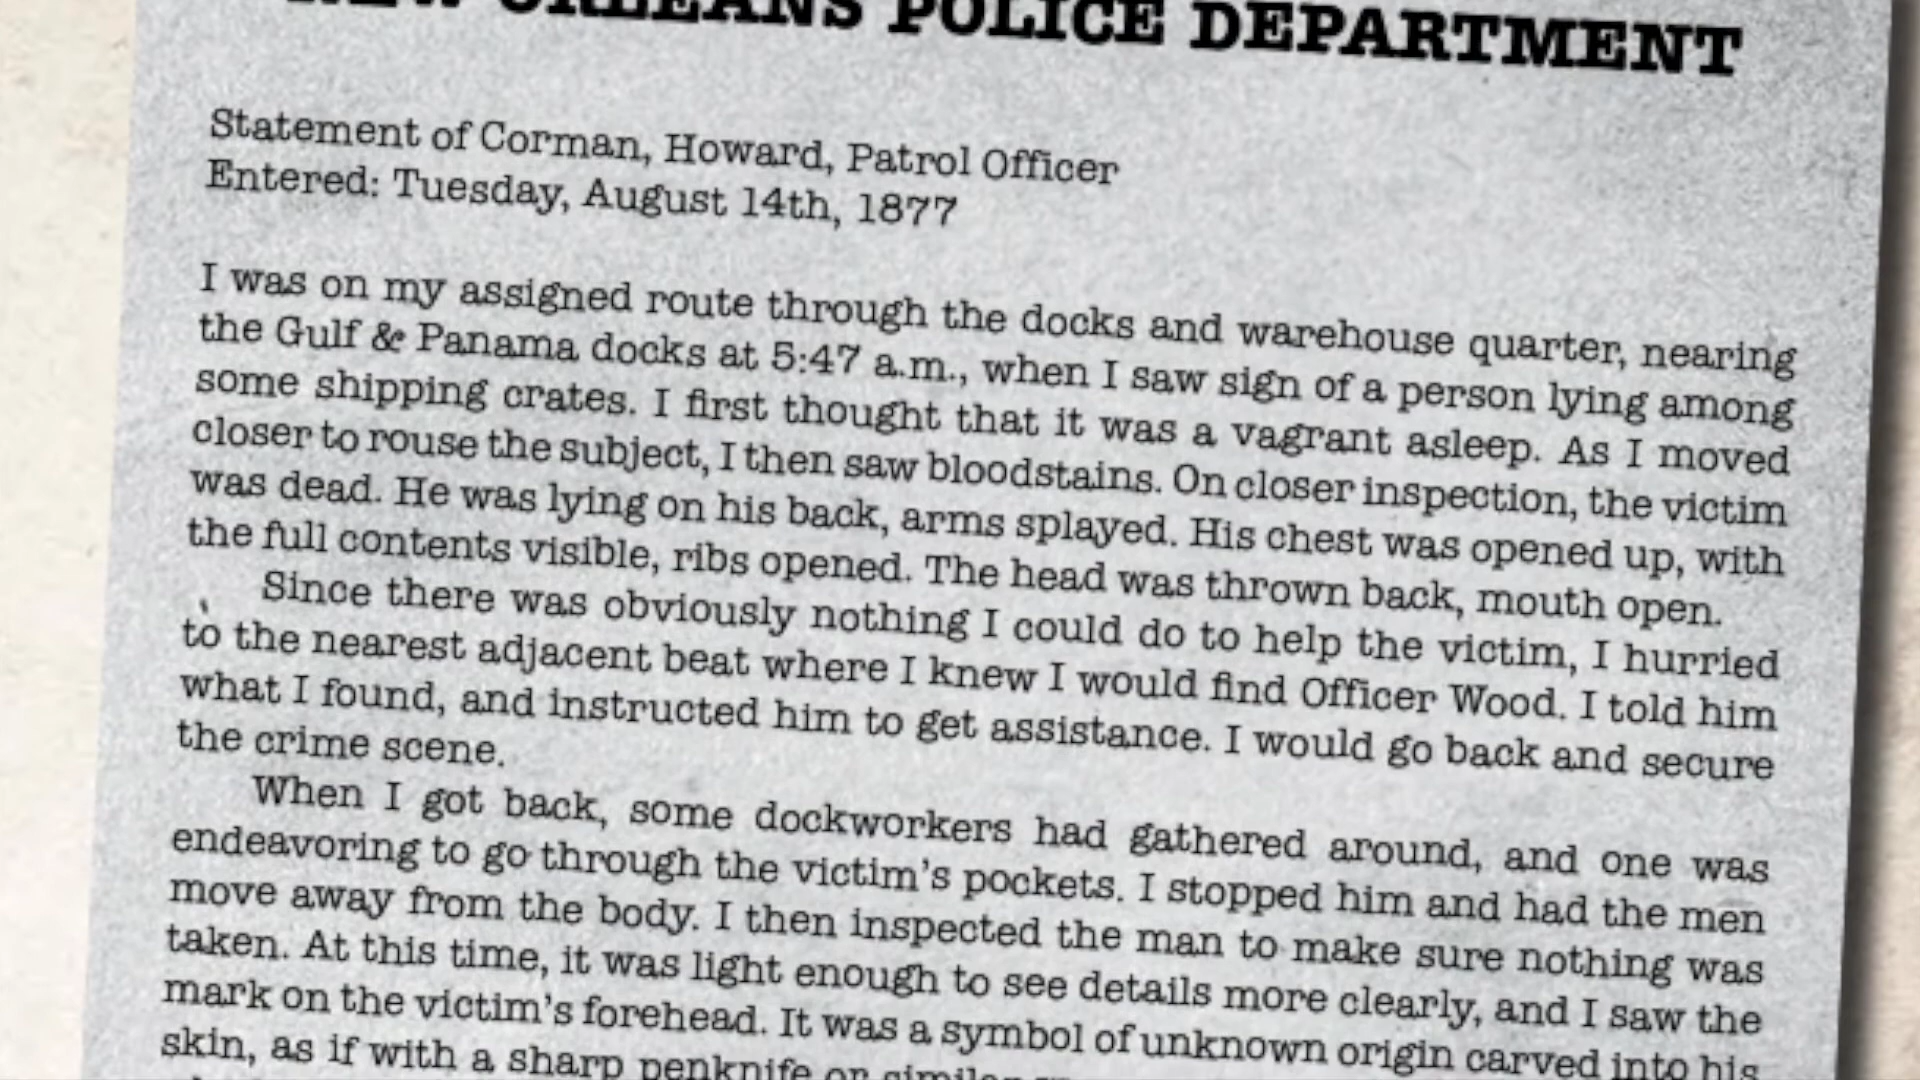 NEW ORLEANS POLICE DEPARTMENT
Statement of Corman, Howard, Patrol Officer
Entered: Tuesday, August 14th, 1877
I was on my assigned route through the docks and warehouse quarter, nearing
the Gulf & Panama docks at 5:47 a.m., when I saw sign of a person lying among
some shipping crates. I first thought that it was a vagrant asleep. As I moved
closer to rouse the subject, I then saw bloodstains. On closer inspection, the victim
was dead. He was lying on his back, arms splayed. His chest was opened up, with
the full contents visible, ribs opened. The head was thrown back, mouth open.
Since there was obviously nothing I could do to help the victim, I hurried
to the nearest adjacent beat where I knew I would find Officer Wood. I told him
what I found, and instructed him to get assistance. I would go back and secure
the crime scene.
When I got back, some dockworkers had gathered around, and one was
endeavoring to go through the victim's pockets. I stopped him and had the men
move away from the body. I then inspected the man to make sure nothing was
taken. At this time, it was light enough to see details more clearly, and I saw the
mark on the victim's forehead. It was a symbol of unknown origin carved into his
skin, as if with a sharp penknife or similar